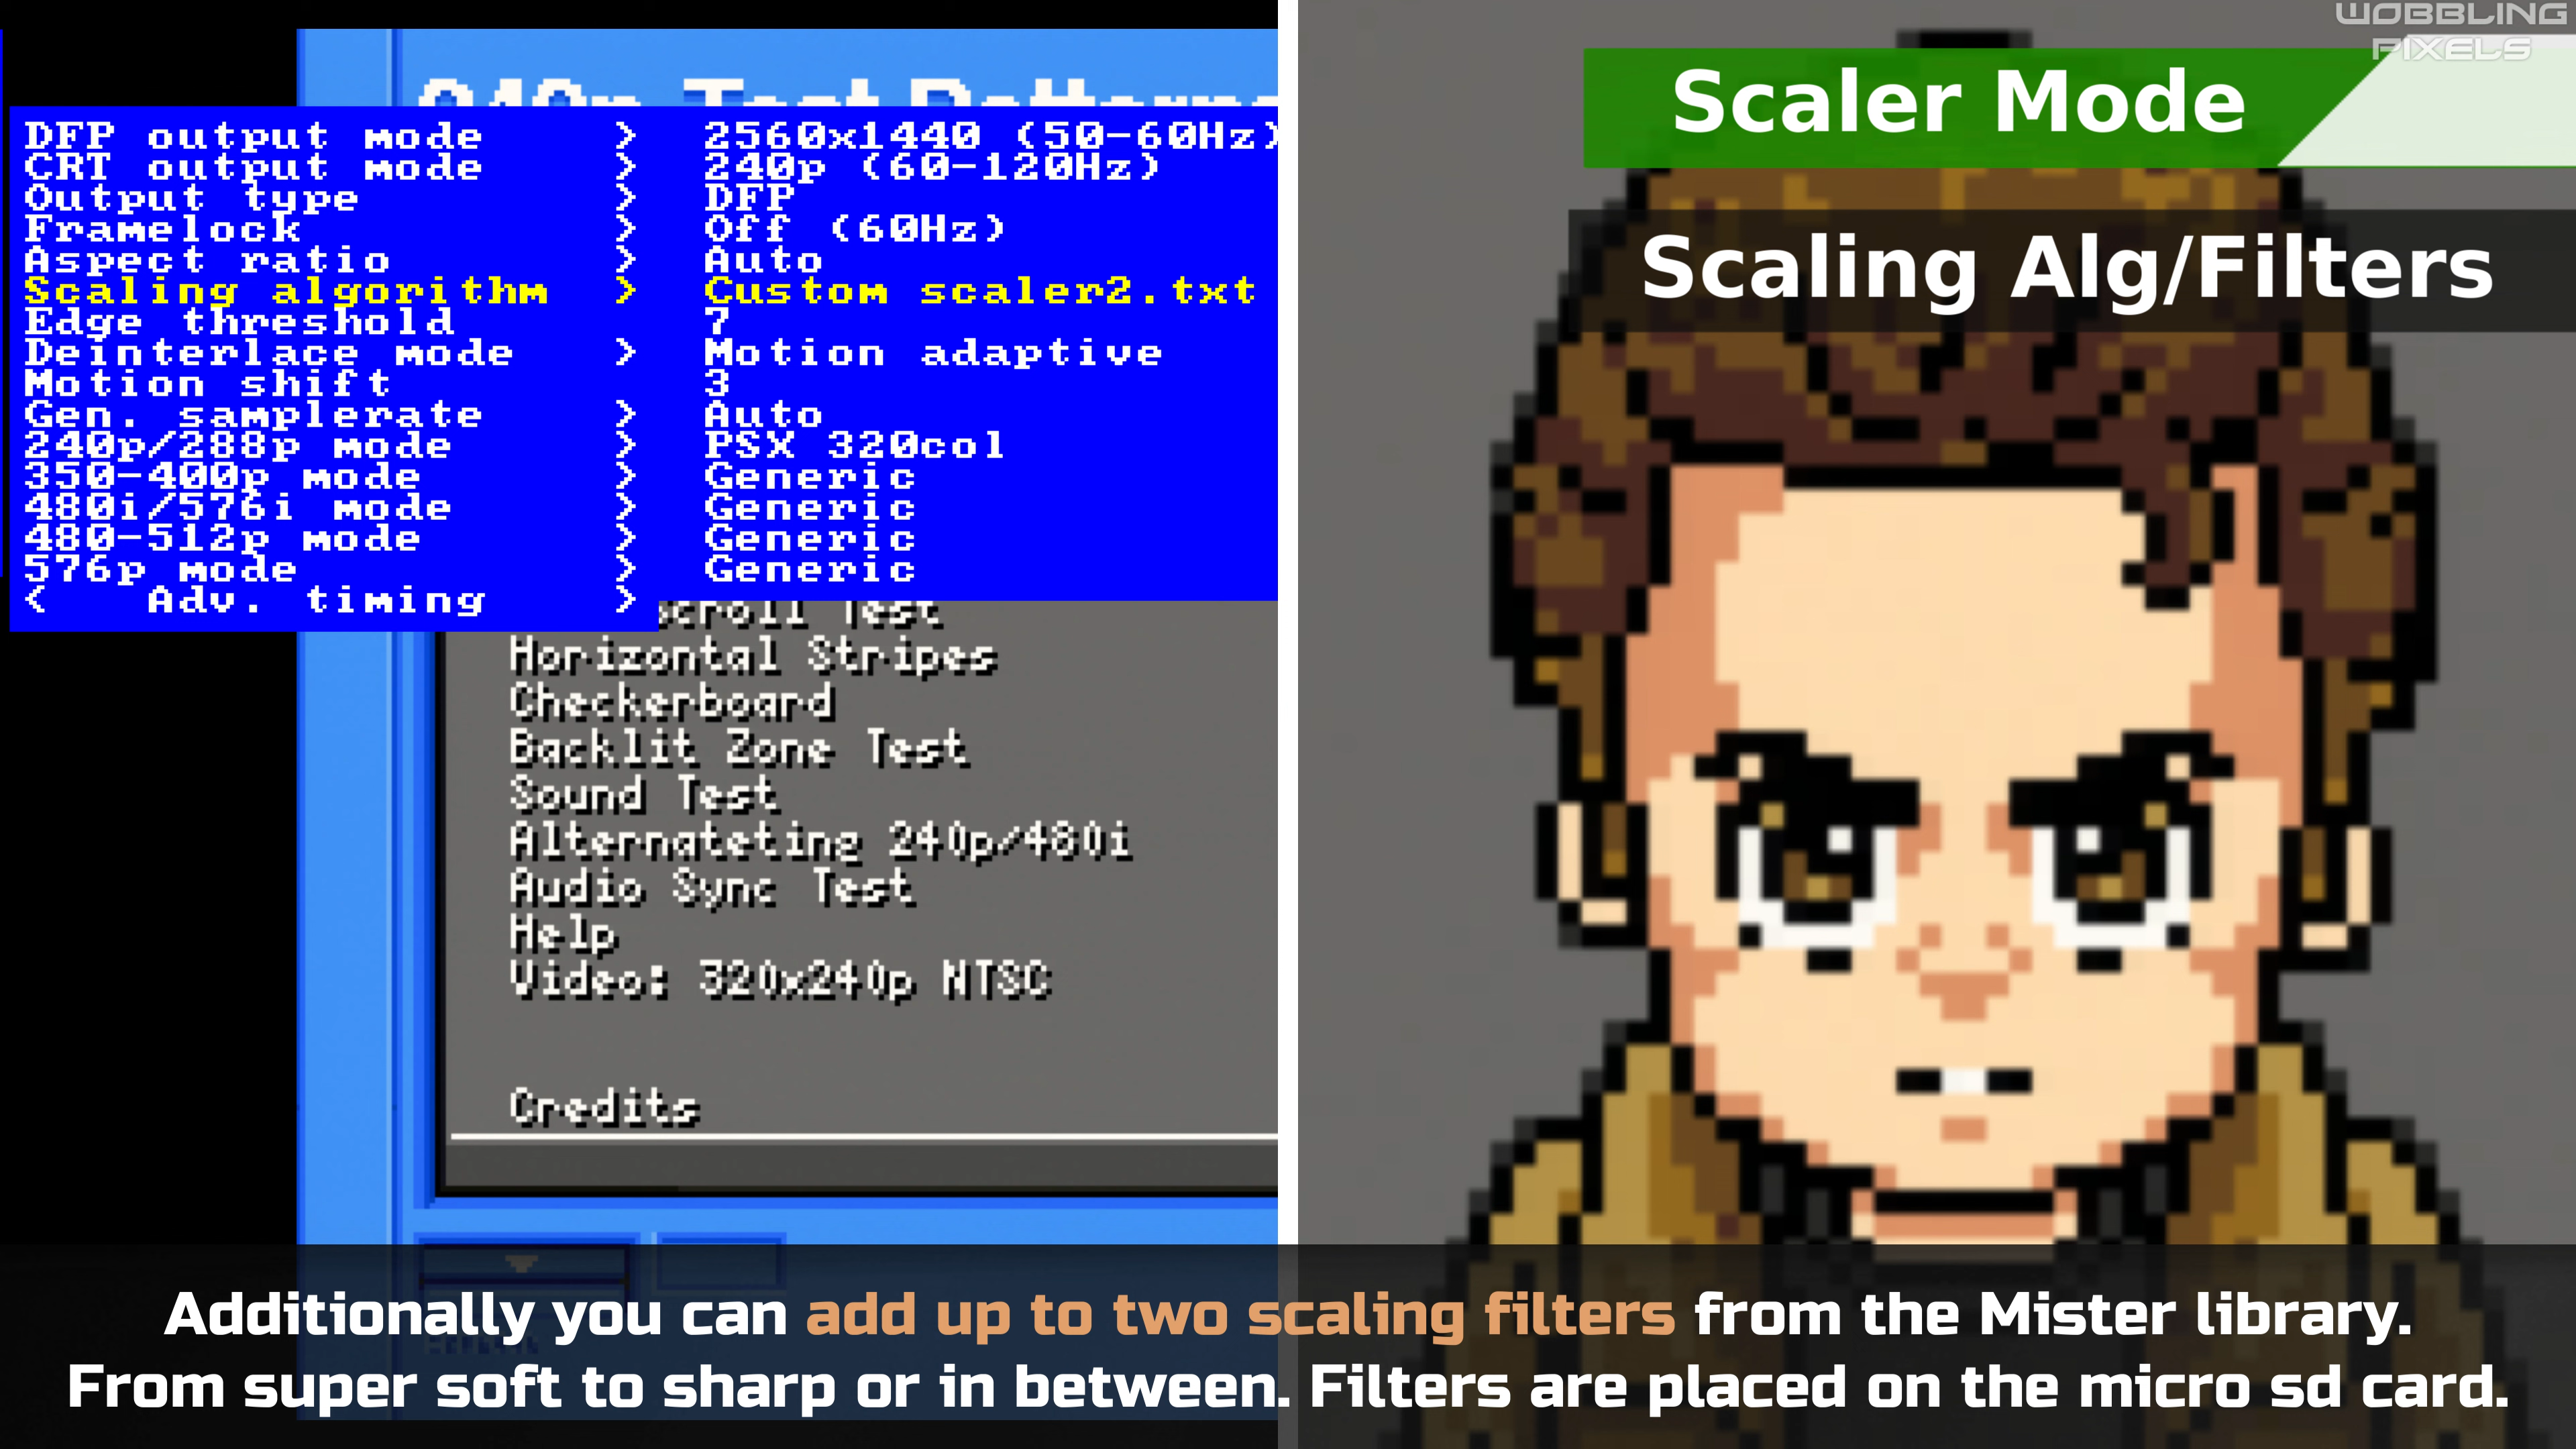 WOBBLING
PIXELS
Scaler Mode
Scaling Alg/Filters
240p Test Patterns
DFP output mode > 2560x1440 (50-60Hz)
CRT output mode > 240p (60-120Hz)
Output type > DFP
Framelock > Off (60Hz)
Aspect ratio > Auto
Scaling algorithm > Custom scaler2.txt
Edge threshold 7
Deinterlace mode > Motion adaptive
Motion shift 3
Gen. samplerate > Auto
240p/288p mode > PSX 320col
350-400p mode > Generic
480i/576i mode > Generic
480-512p mode > Generic
576p mode > Generic
< Adv. timing >
Scroll Test
Horizontal Stripes
Checkerboard
Backlit Zone Test
Sound Test
Alternateting 240p/480i
Audio Sync Test
Help
Video: 320x240p NTSC
Credits
Additionally you can add up to two scaling filters from the Mister library.
From super soft to sharp or in between. Filters are placed on the micro sd card.